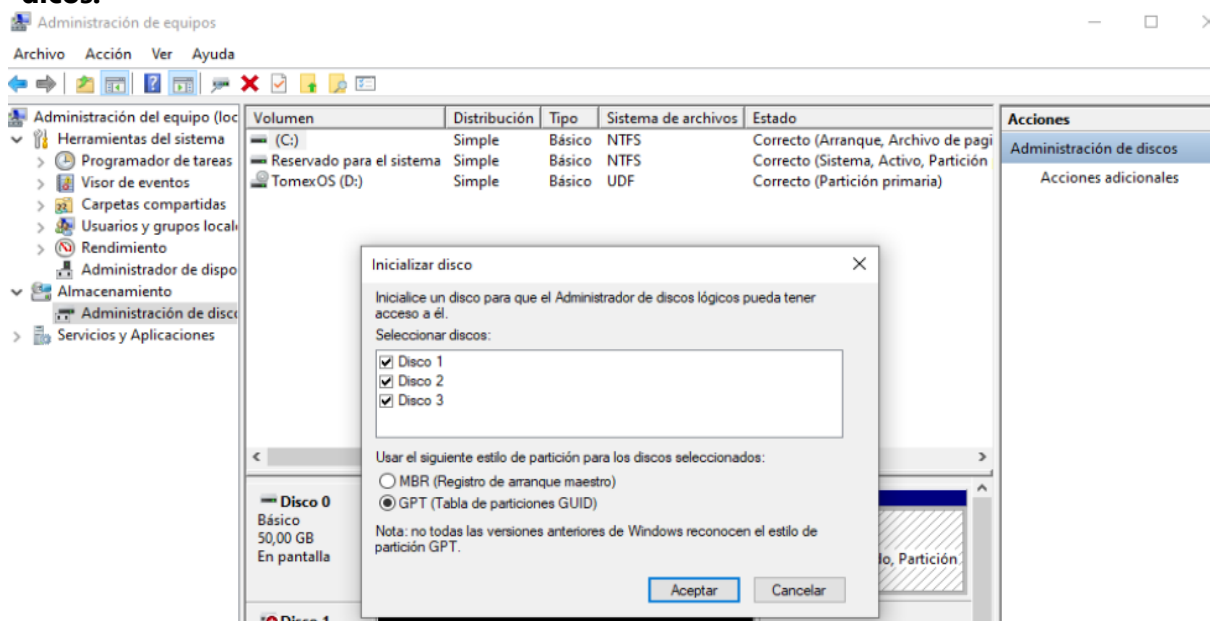 dicos.
Administración de equipos
Archivo Acción Ver Ayuda
Administración del equipo (loc
Herramientas del sistema
Programador de tareas
Visor de eventos
Carpetas compartidas
Usuarios y grupos local
Rendimiento
Administrador de dispo
Almacenamiento
Administración de disco
Servicios y Aplicaciones
Volumen Distribución Tipo Sistema de archivos Estado
(C:) Simple Básico NTFS Correcto (Arranque, Archivo de pagi
Reservado para el sistema Simple Básico NTFS Correcto (Sistema, Activo, Partición
TomexOS (D:) Simple Básico UDF Correcto (Partición primaria)
Acciones
Administración de discos
Acciones adicionales
Inicializar disco
Inicialice un disco para que el Administrador de discos lógicos pueda tener
acceso a él.
Seleccionar discos:
Disco 1
Disco 2
Disco 3
Usar el siguiente estilo de partición para los discos seleccionados:
MBR (Registro de arranque maestro)
GPT (Tabla de particiones GUID)
Nota: no todas las versiones anteriores de Windows reconocen el estilo de
partición GPT.
Aceptar Cancelar
Disco 0
Básico
50,00 GB
En pantalla
lo, Partición
Disco 1